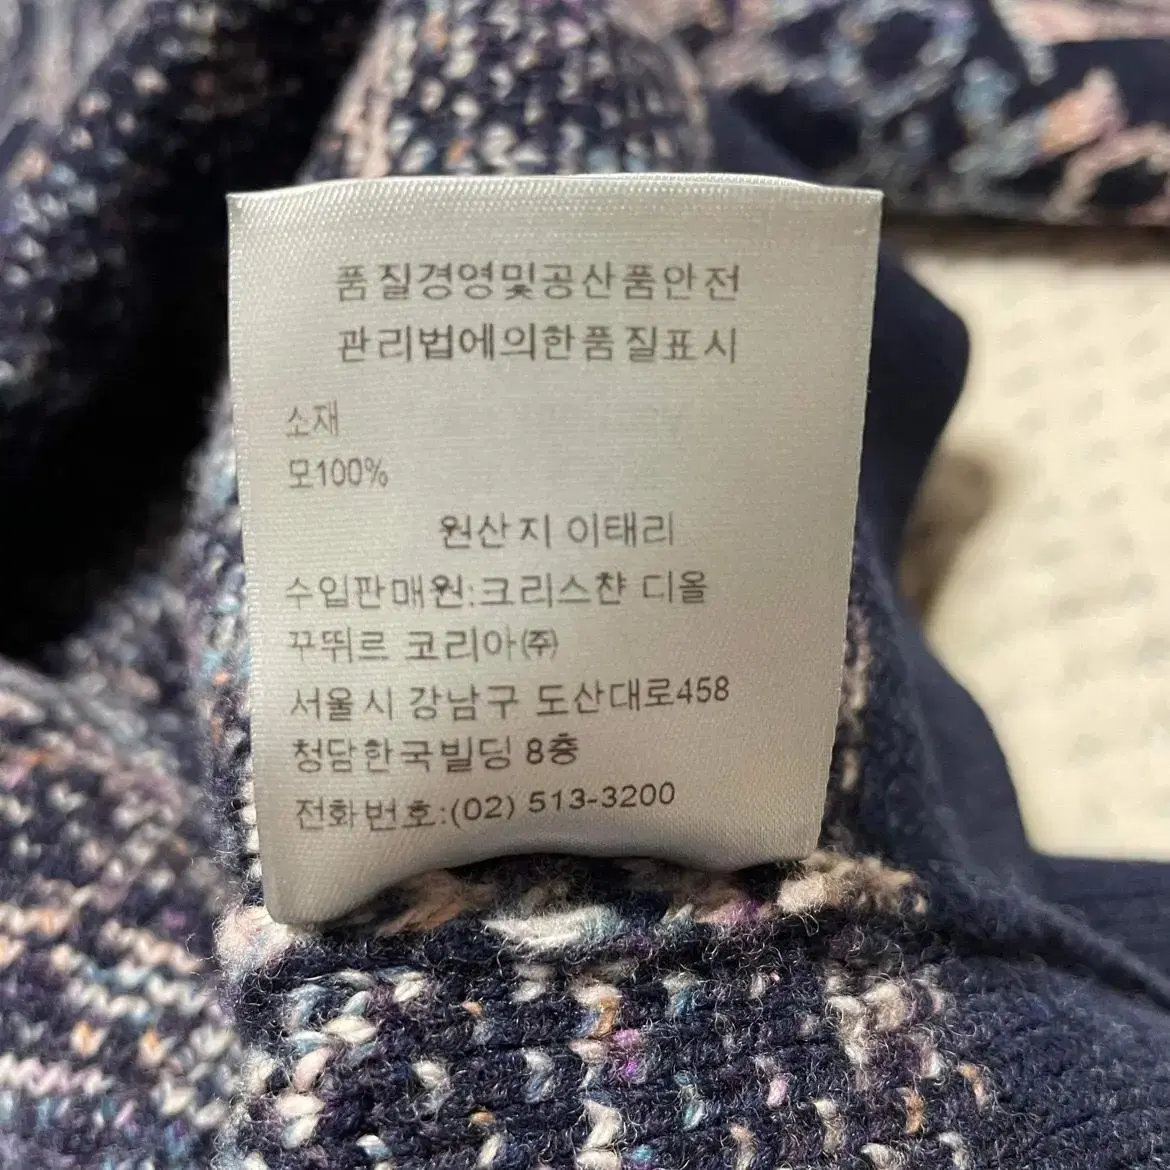 품질경영및공산품안전
관리법에의한품질표시
소재
모100%
원산지 이태리
수입판매원:크리스챤 디올
꾸뛰르 코리아(주)
서울시 강남구 도산대로458
청담한국빌딩 8층
전화번호:(02) 513-3200